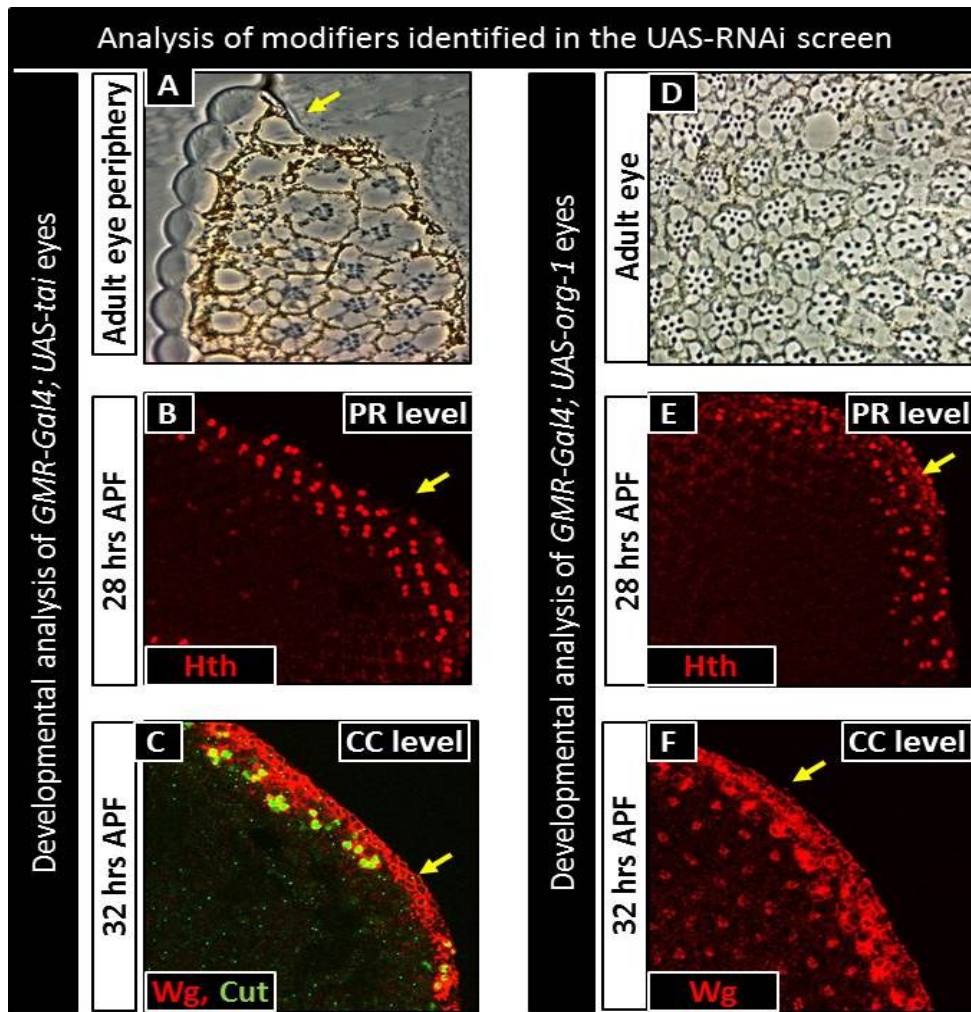 Analysis of modifiers identified in the UAS-RNAi screen
Developmental analysis of GMR-Gal4; UAS-tai eyes
Adult eye periphery
A
28 hrs APF
B
PR level
Hth
32 hrs APF
C
CC level
Wg, Cut
Developmental analysis of GMR-Gal4; UAS-org-1 eyes
Adult eye
D
28 hrs APF
E
PR level
Hth
32 hrs APF
F
CC level
Wg